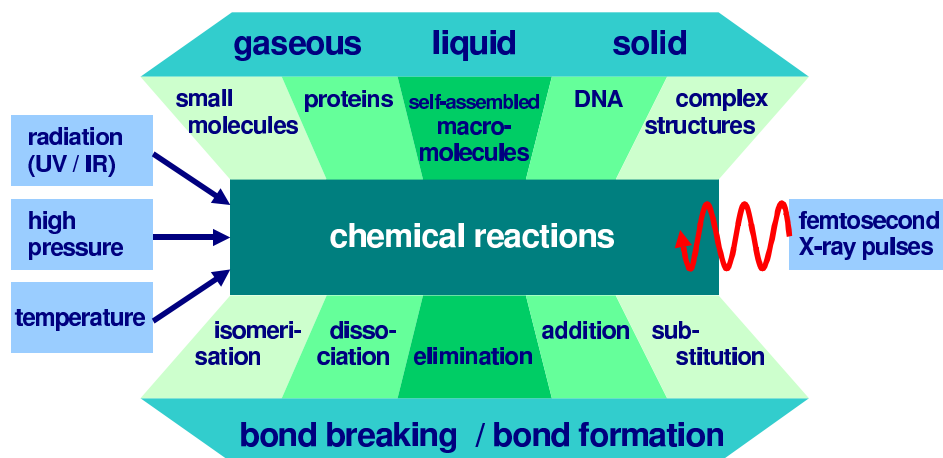 gaseous liquid solid
small
molecules
proteins
self-assembled
macro-
molecules
DNA
complex
structures
radiation
(UV / IR)
high
pressure
temperature
chemical reactions
femtosecond
X-ray pulses
isomeri-
sation
disso-
ciation
elimination
addition
sub-
stitution
bond breaking / bond formation